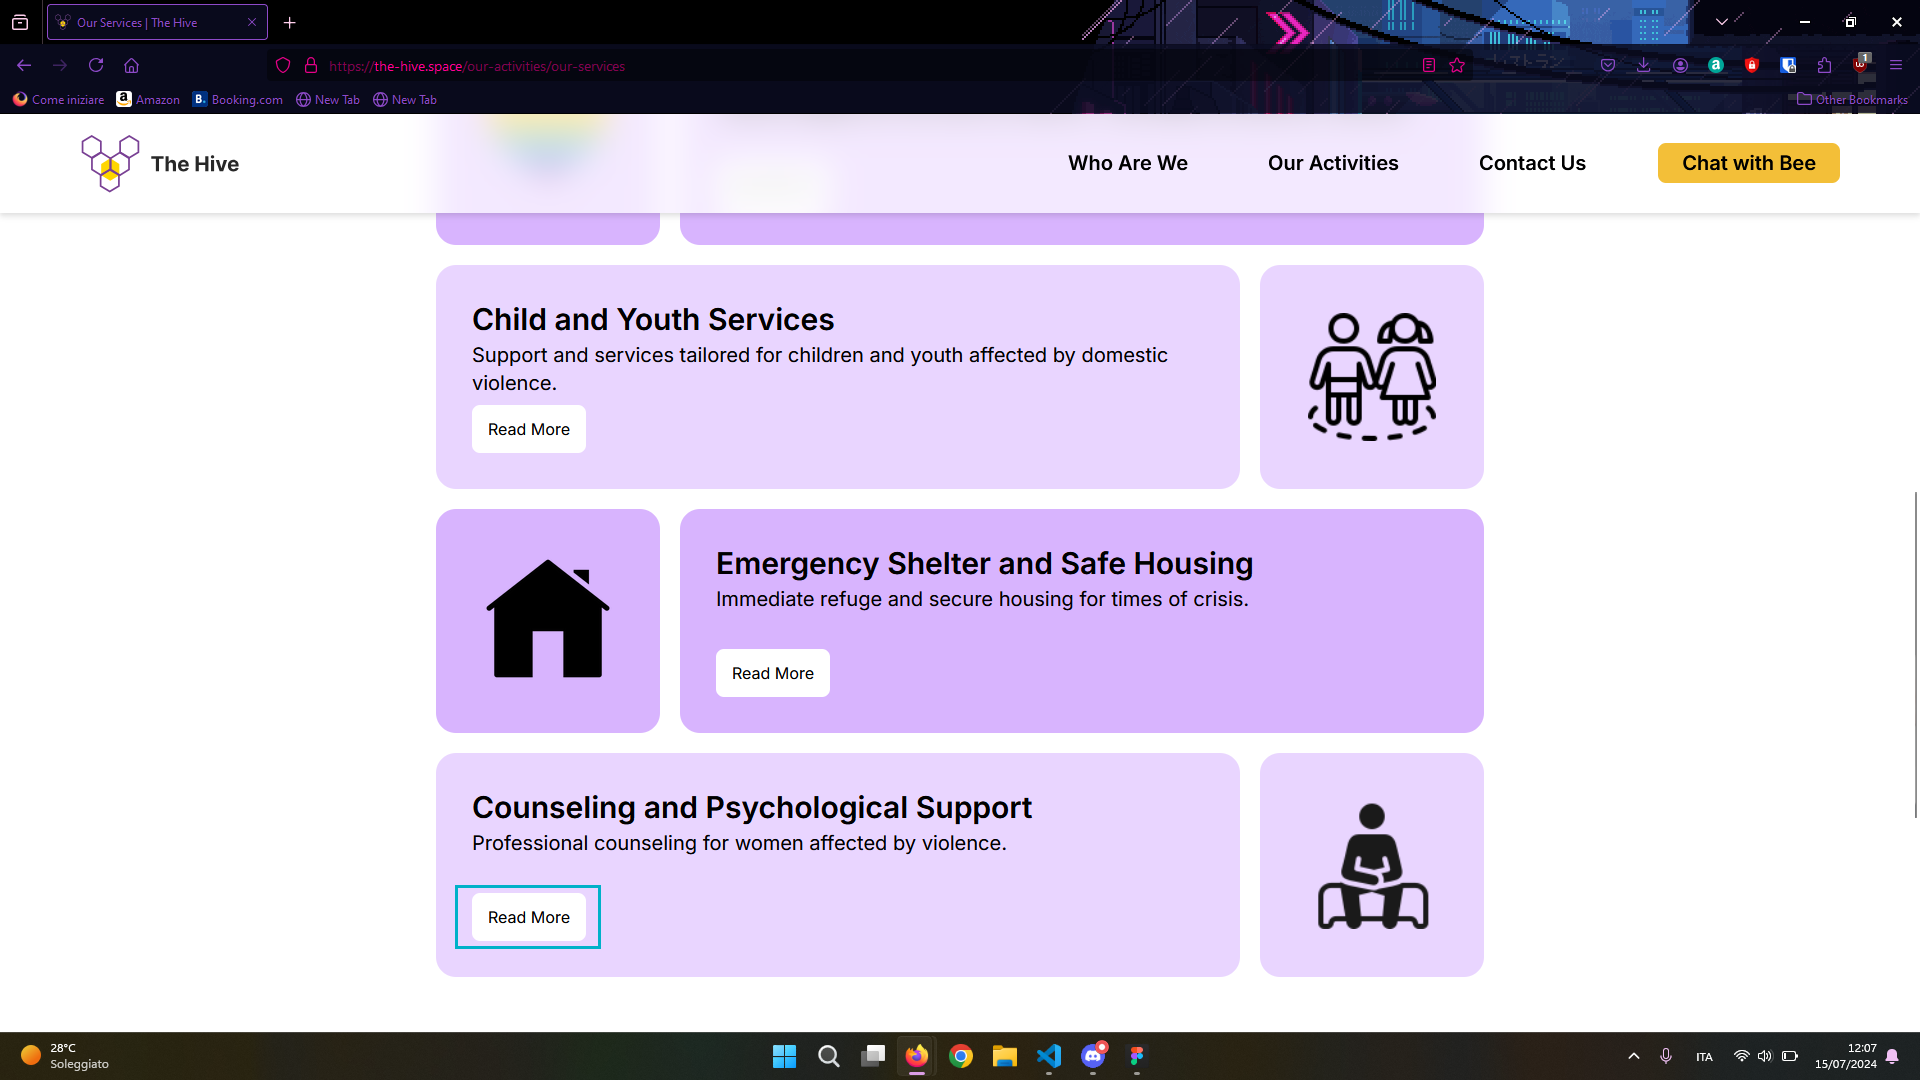 Our Services | The Hive
https://the-hive.space/our-activities/our-services
1
Come iniziare
Amazon
B. Booking.com
New Tab
New Tab
Other Bookmarks
The Hive
Who Are We
Our Activities
Contact Us
Chat with Bee
Child and Youth Services
Support and services tailored for children and youth affected by domestic
violence.
Read More
Emergency Shelter and Safe Housing
Immediate refuge and secure housing for times of crisis.
Read More
Counseling and Psychological Support
Professional counseling for women affected by violence.
Read More
28°C
Soleggiato
ITA
12:07
15/07/2024